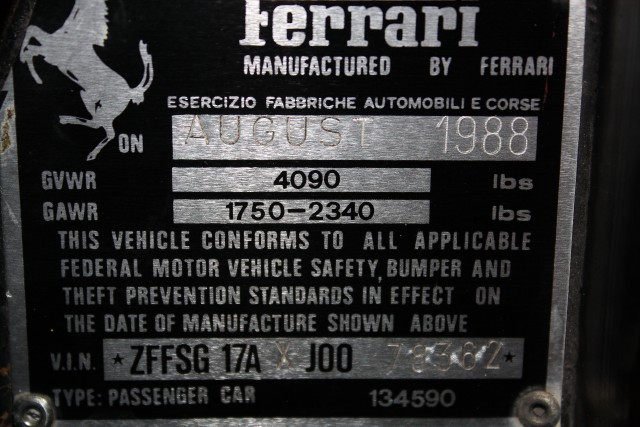 Ferrari
MANUFACTURED BY FERRARI
ESERCIZIO FABBRICHE AUTOMOBILI E CORSE
ON AUGUST 1988
GVWR 4090 lbs
GAWR 1750-2340 lbs
THIS VEHICLE CONFORMS TO ALL APPLICABLE
FEDERAL MOTOR VEHICLE SAFETY, BUMPER AND
THEFT PREVENTION STANDARDS IN EFFECT ON
THE DATE OF MANUFACTURE SHOWN ABOVE
V.I.N. ★ ZFFSG 17A X J00 ★
TYPE: PASSENGER CAR 134590